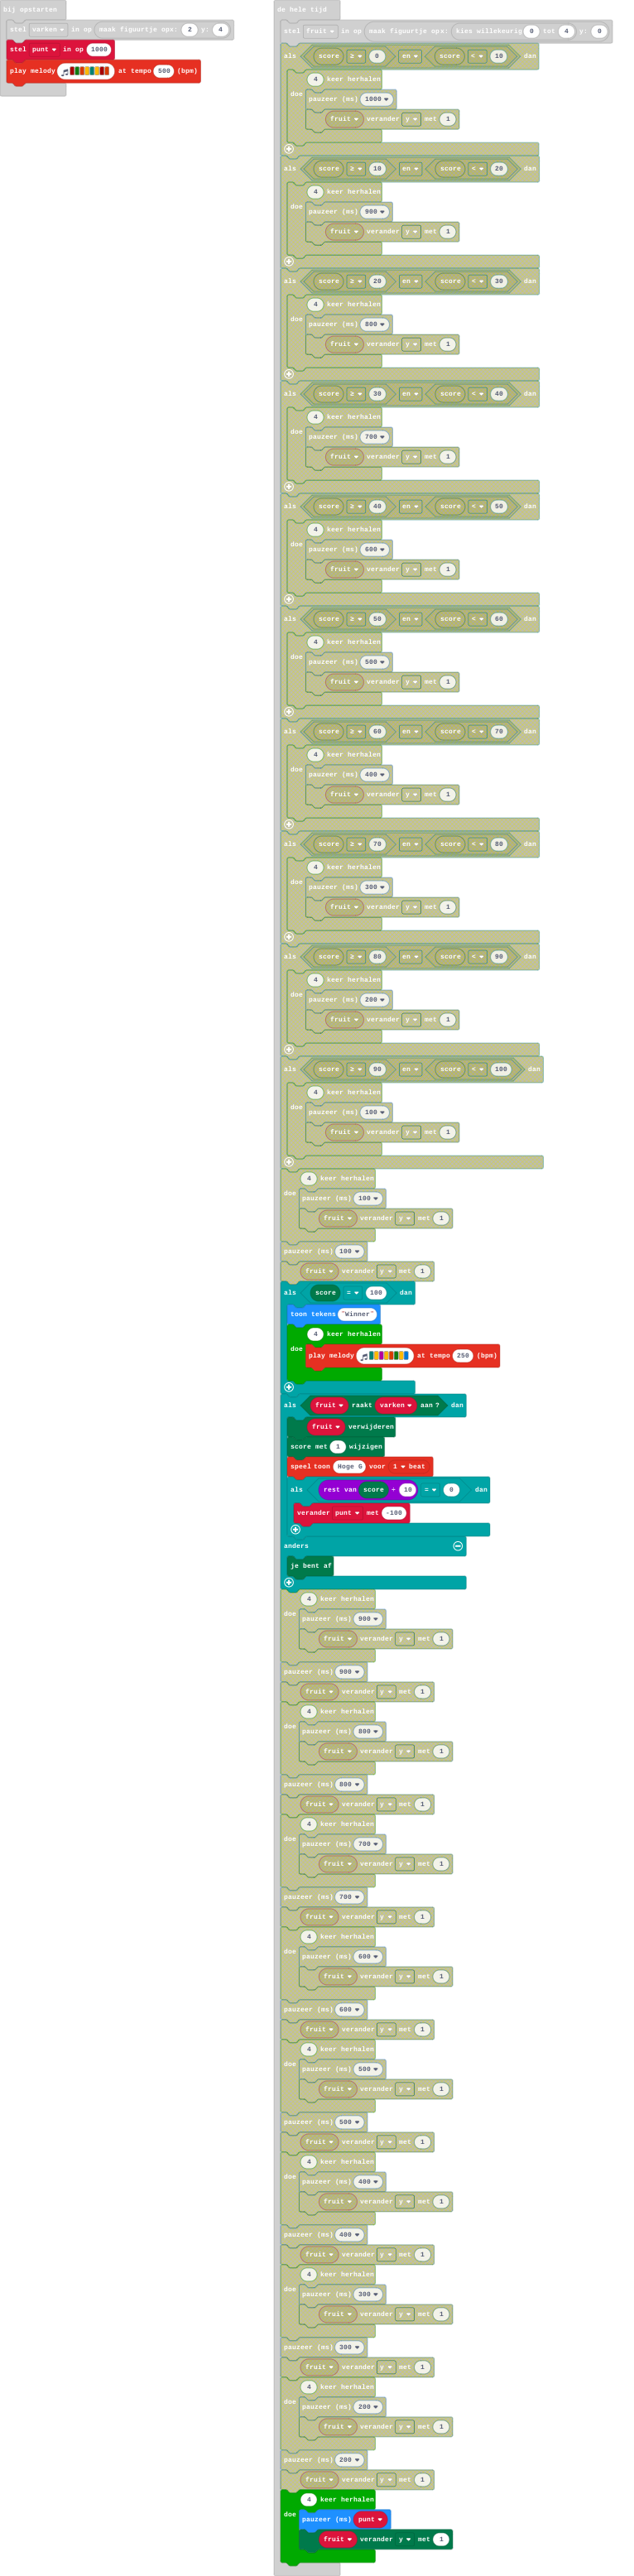 bij opstarten
stel varken in op maak figuurtje opx: 2 y: 4
stel punt in op 1000
play melody at tempo 500 (bpm)
de hele tijd
stel fruit in op maak figuurtje opx: kies willekeurig 0 tot 4 y: 0
als score ≥ 0 en score < 10 dan
4 keer herhalen
doe
pauzeer (ms) 1000
fruit verander y met 1
als score ≥ 10 en score < 20 dan
4 keer herhalen
doe
pauzeer (ms) 900
fruit verander y met 1
als score ≥ 20 en score < 30 dan
4 keer herhalen
doe
pauzeer (ms) 800
fruit verander y met 1
als score ≥ 30 en score < 40 dan
4 keer herhalen
doe
pauzeer (ms) 700
fruit verander y met 1
als score ≥ 40 en score < 50 dan
4 keer herhalen
doe
pauzeer (ms) 600
fruit verander y met 1
als score ≥ 50 en score < 60 dan
4 keer herhalen
doe
pauzeer (ms) 500
fruit verander y met 1
als score ≥ 60 en score < 70 dan
4 keer herhalen
doe
pauzeer (ms) 400
fruit verander y met 1
als score ≥ 70 en score < 80 dan
4 keer herhalen
doe
pauzeer (ms) 300
fruit verander y met 1
als score ≥ 80 en score < 90 dan
4 keer herhalen
doe
pauzeer (ms) 200
fruit verander y met 1
als score ≥ 90 en score < 100 dan
4 keer herhalen
doe
pauzeer (ms) 100
fruit verander y met 1
4 keer herhalen
doe
pauzeer (ms) 100
fruit verander y met 1
pauzeer (ms) 100
fruit verander y met 1
als score = 100 dan
toon tekens "Winner"
4 keer herhalen
doe
play melody at tempo 250 (bpm)
als fruit raakt varken aan ? dan
fruit verwijderen
score met 1 wijzigen
speel toon Hoge G voor 1 beat
als rest van score ÷ 10 = 0 dan
verander punt met -100
anders
je bent af
4 keer herhalen
doe
pauzeer (ms) 900
fruit verander y met 1
pauzeer (ms) 900
fruit verander y met 1
4 keer herhalen
doe
pauzeer (ms) 800
fruit verander y met 1
pauzeer (ms) 800
fruit verander y met 1
4 keer herhalen
doe
pauzeer (ms) 700
fruit verander y met 1
pauzeer (ms) 700
fruit verander y met 1
4 keer herhalen
doe
pauzeer (ms) 600
fruit verander y met 1
pauzeer (ms) 600
fruit verander y met 1
4 keer herhalen
doe
pauzeer (ms) 500
fruit verander y met 1
pauzeer (ms) 500
fruit verander y met 1
4 keer herhalen
doe
pauzeer (ms) 400
fruit verander y met 1
pauzeer (ms) 400
fruit verander y met 1
4 keer herhalen
doe
pauzeer (ms) 300
fruit verander y met 1
pauzeer (ms) 300
fruit verander y met 1
4 keer herhalen
doe
pauzeer (ms) 200
fruit verander y met 1
pauzeer (ms) 200
fruit verander y met 1
4 keer herhalen
doe
pauzeer (ms) punt
fruit verander y met 1